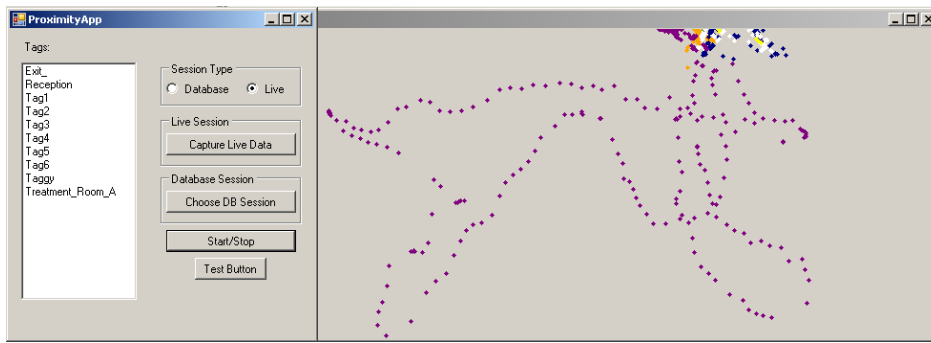 ProximityApp
Tags:
Exit_
Reception
Tag1
Tag2
Tag3
Tag4
Tag5
Tag6
Taggy
Treatment_Room_A
Session Type
Database Live
Live Session
Capture Live Data
Database Session
Choose DB Session
Start/Stop
Test Button